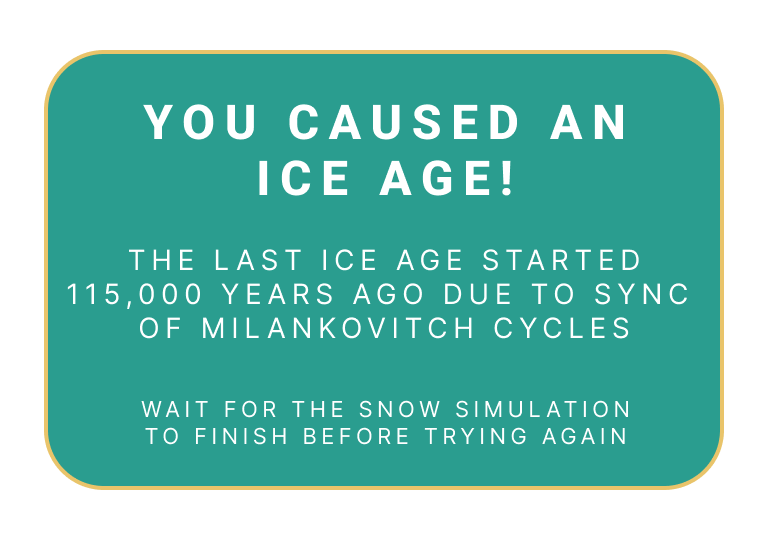 YOU CAUSED AN
ICE AGE!
THE LAST ICE AGE STARTED
115,000 YEARS AGO DUE TO SYNC
OF MILANKOVITCH CYCLES
WAIT FOR THE SNOW SIMULATION
TO FINISH BEFORE TRYING AGAIN